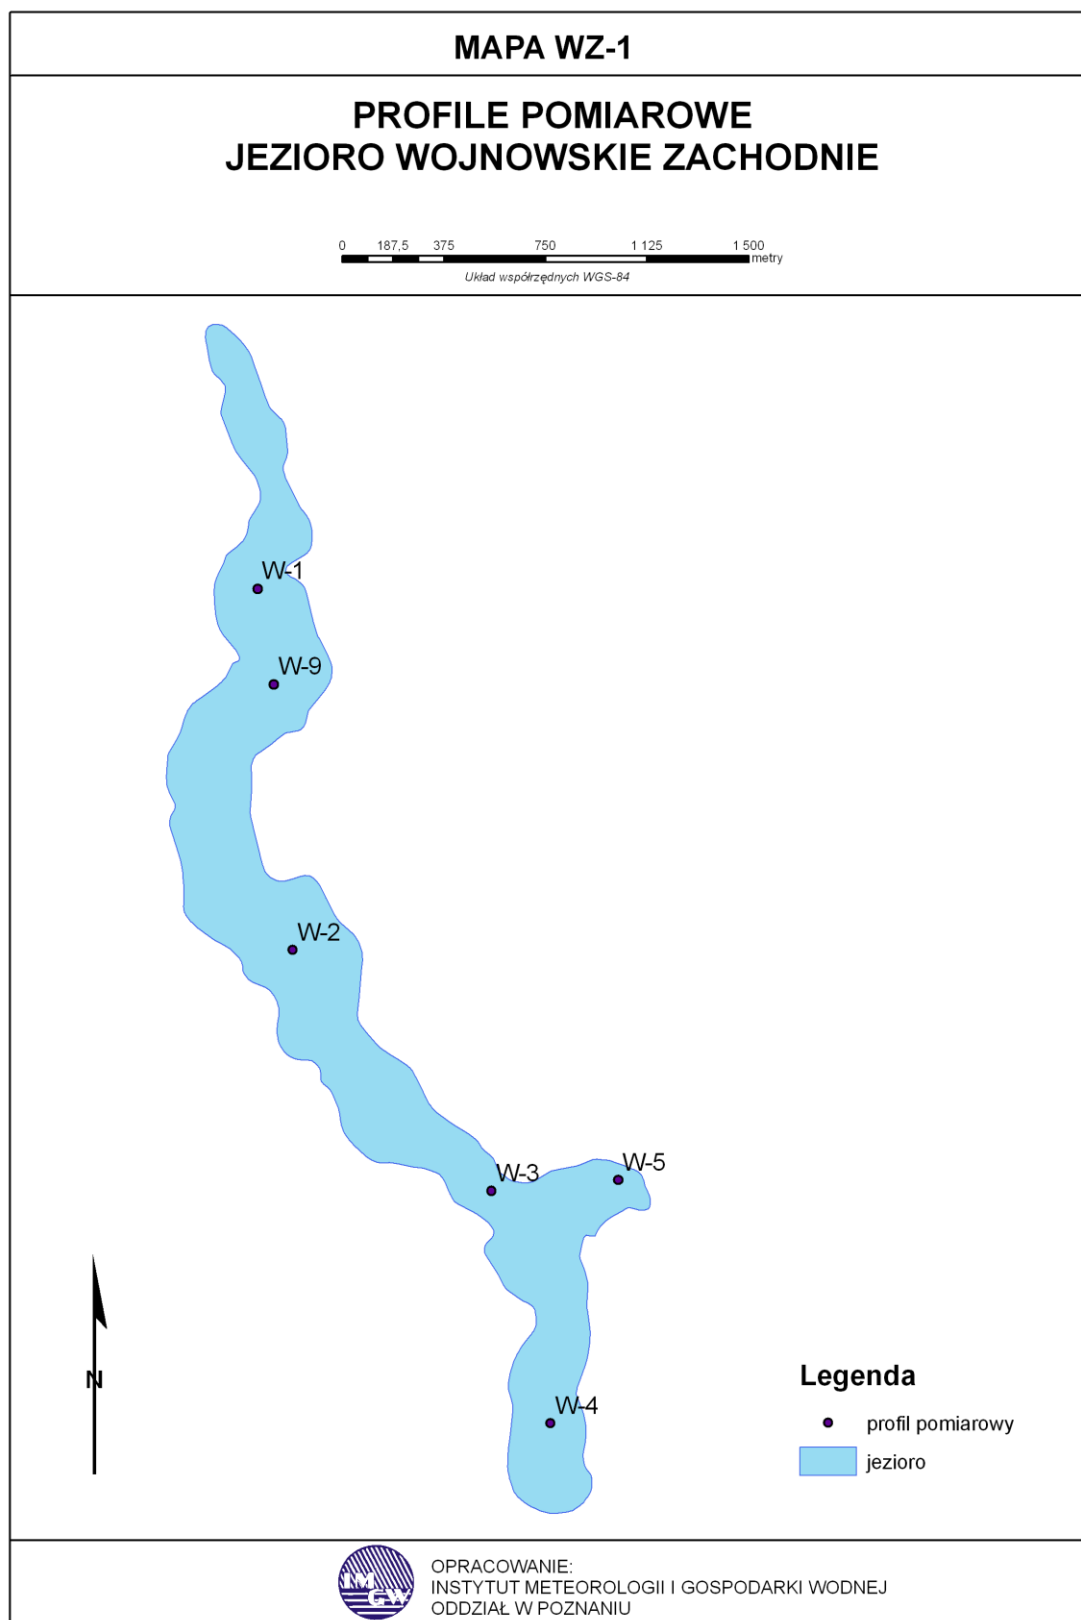 MAPA WZ-1
PROFILE POMIAROWE
JEZIORO WOJNOWSKIE ZACHODNIE
0 187,5 375 750 1 125 1 500
metry
Układ współrzędnych WGS-84
W-1
W-9
W-2
W-3
W-5
W-4
N
Legenda
profil pomiarowy
jezioro
IM
GW
OPRACOWANIE:
INSTYTUT METEOROLOGII I GOSPODARKI WODNEJ
ODDZIAŁ W POZNANIU